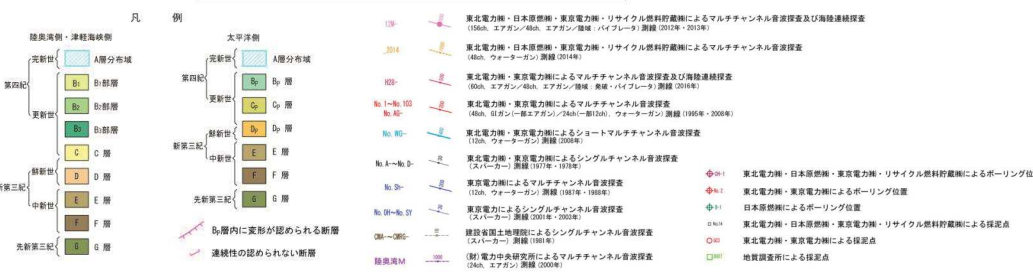 凡 例
陸奥湾側・津軽海峡側
完新世
A層分布域
第四紀
更新世
B1 B1部層
B2 B2部層
B3 B3部層
C C 層
鮮新世
D D 層
新第三紀
中新世
E E 層
F F 層
先新第三紀
G G 層
太平洋側
完新世
A層分布域
第四紀
更新世
BP BP 層
CP CP 層
鮮新世
DP DP 層
新第三紀
中新世
E E 層
F F 層
先新第三紀
G G 層
BP層内に変形が認められる断層
連続性の認められない断層
12M-
東北電力㈱・日本原燃㈱・東京電力㈱・リサイクル燃料貯蔵㈱によるマルチチャンネル音波探査及び海陸連続探査
(156ch, エアガン/48ch, エアガン/陸域:バイブレータ)測線(2012年・2013年)
_2014
東北電力㈱・日本原燃㈱・東京電力㈱・リサイクル燃料貯蔵㈱によるマルチチャンネル音波探査
(48ch, ウォーターガン)測線(2014年)
H28-
東北電力㈱・東京電力㈱によるマルチチャンネル音波探査及び海陸連続探査
(60ch, エアガン/48ch, エアガン/陸域:発破・バイブレータ)測線(2016年)
No.1~No.103
No.AG-
東北電力㈱・東京電力㈱によるマルチチャンネル音波探査
(48ch, GIガン(一部エアガン)/24ch(一部12ch), ウォーターガン)測線(1995年・2008年)
No.WG-
東北電力㈱・東京電力㈱によるショートマルチチャンネル音波探査
(12ch, ウォーターガン)測線(2008年)
No.A-~No.D-
東北電力㈱・東京電力㈱によるシングルチャンネル音波探査
(スパーカー)測線(1977年・1978年)
No.Sh-
東京電力㈱によるマルチチャンネル音波探査
(12ch, ウォーターガン)測線(1987年・1988年)
No.OH~No.SY
東京電力㈱によるシングルチャンネル音波探査
(スパーカー)測線(2001年・2003年)
CMA-~CMRG-
建設省国土地理院によるシングルチャンネル音波探査
(スパーカー)測線(1981年)
陸奥湾M
(財)電力中央研究所によるマルチチャンネル音波探査
(24ch, エアガン)測線(2000年)
東北電力㈱・日本原燃㈱・東京電力㈱・リサイクル燃料貯蔵㈱によるボーリング位
No.2 東北電力㈱・東京電力㈱によるボーリング位置
日本原燃㈱によるボーリング位置
No.14 東北電力㈱・日本原燃㈱・東京電力㈱・リサイクル燃料貯蔵㈱による採泥点
東北電力㈱・東京電力㈱による採泥点
地質調査所による採泥点